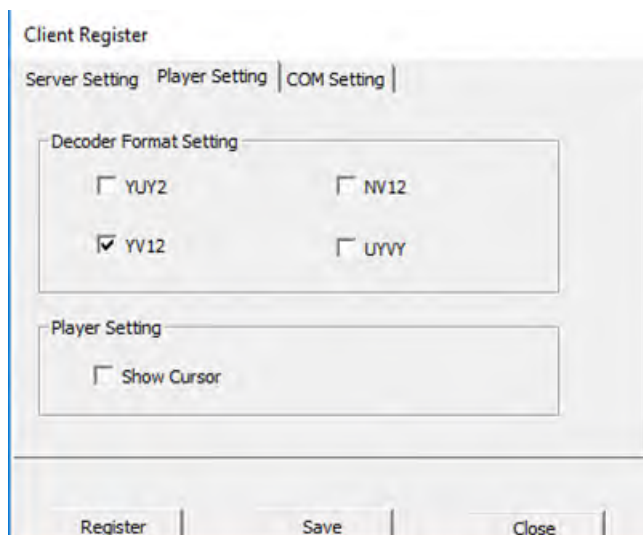 Client Register
Server Setting Player Setting COM Setting
Decoder Format Setting
YUY2 NV12
YV12 UYVY
Player Setting
Show Cursor
Register Save Close